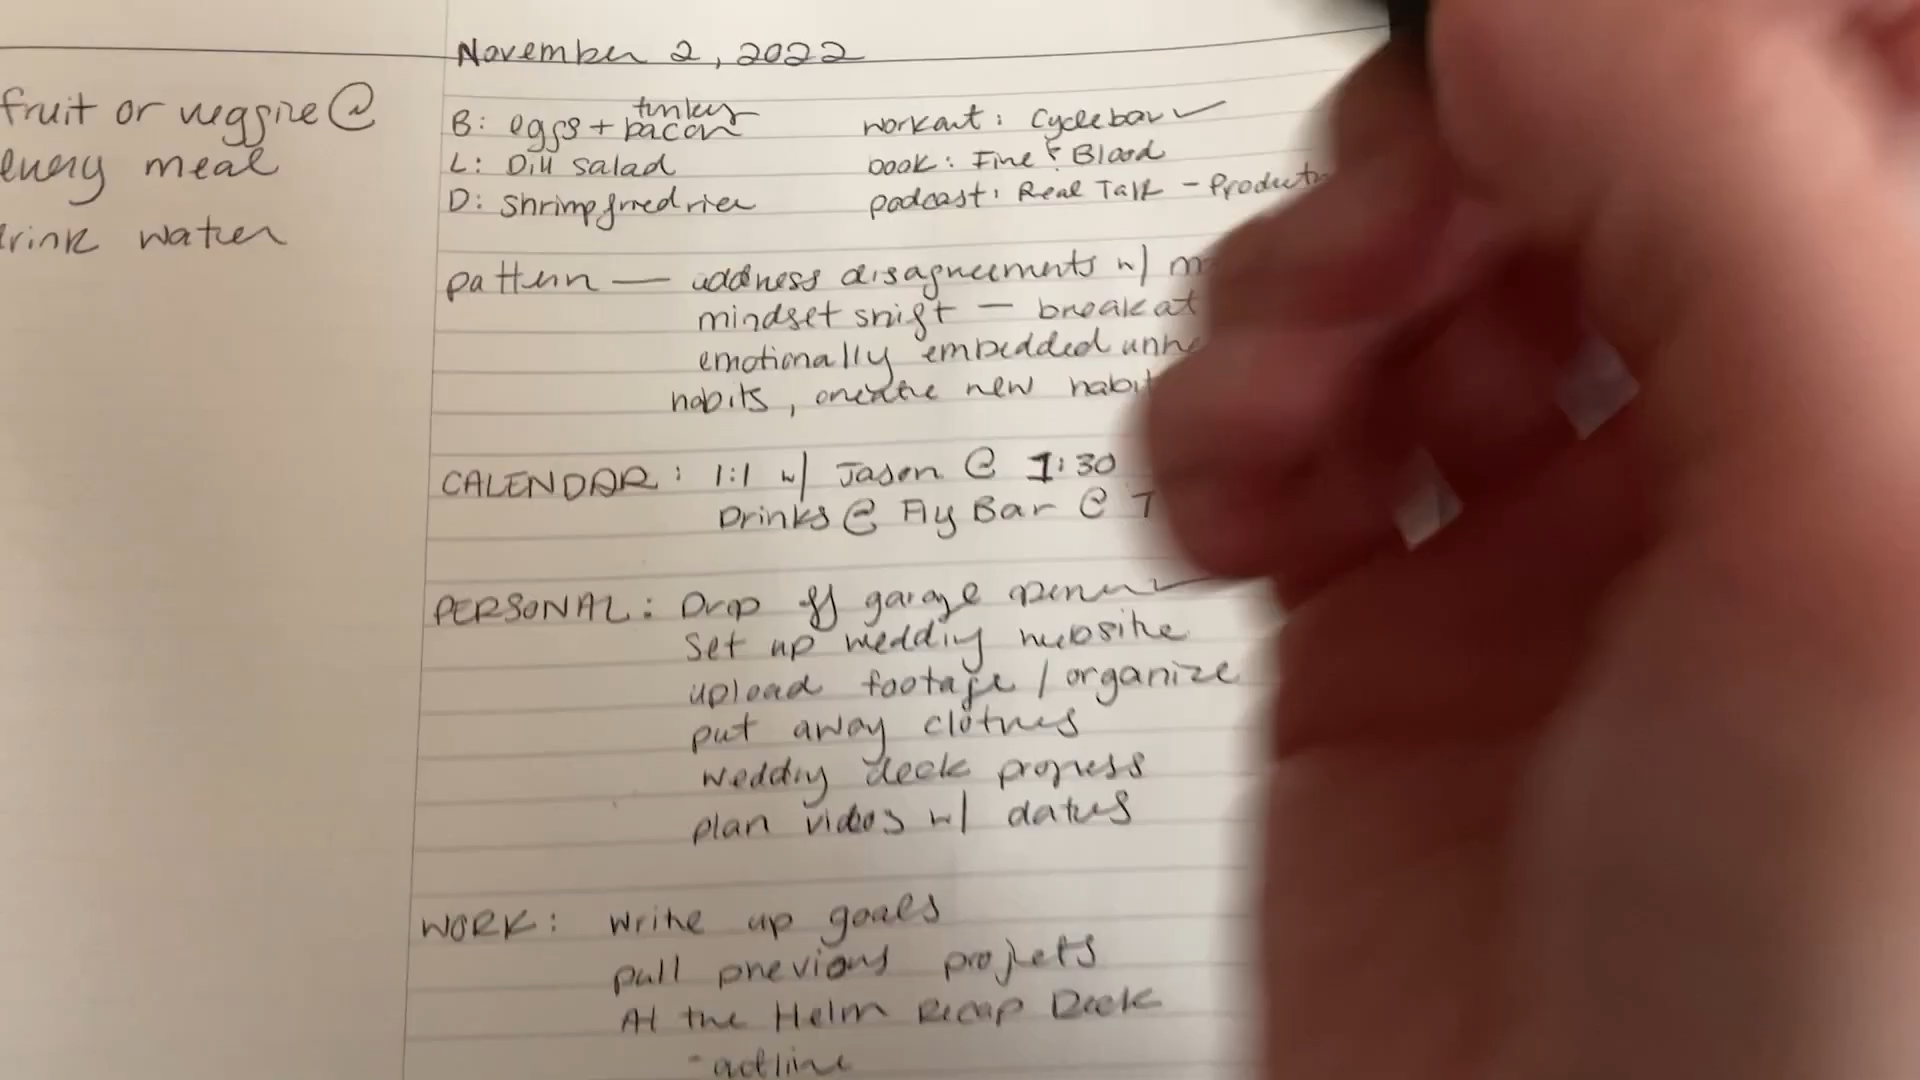 November 2, 2022
fruit or veggie @
every meal
drink water
B: eggs + turkey bacon
L: Dill salad
D: shrimp fried rice
workout: Cyclebar ✓
book: Fire & Blood
podcast: Real Talk -
pattern — address disagreements w/
mindset shift — break at
emotionally embedded
habits, create new
CALENDAR: 1:1 w/ Jason @ 1:30
Drinks @ Fly Bar @
PERSONAL: Drop off garage opener ✓
set up wedding website
upload footage / organize
put away clothes
wedding deck progress
plan videos w/ dates
WORK: write up goals
pull previous projects
At the Helm Recap Deck
- outline